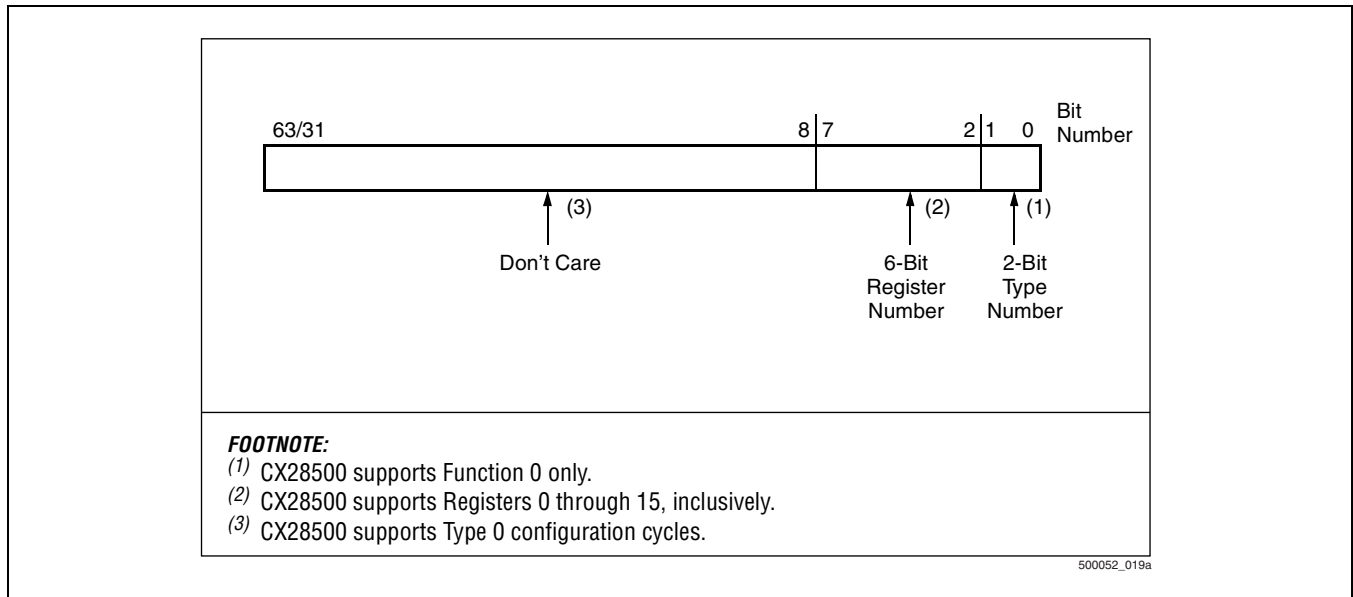 63/31 8 7 2 1 0
Bit
Number
(3) (2) (1)
Don't Care
6-Bit
Register
Number
2-Bit
Type
Number
FOOTNOTE:
(1) CX28500 supports Function 0 only.
(2) CX28500 supports Registers 0 through 15, inclusively.
(3) CX28500 supports Type 0 configuration cycles.
500052_019a